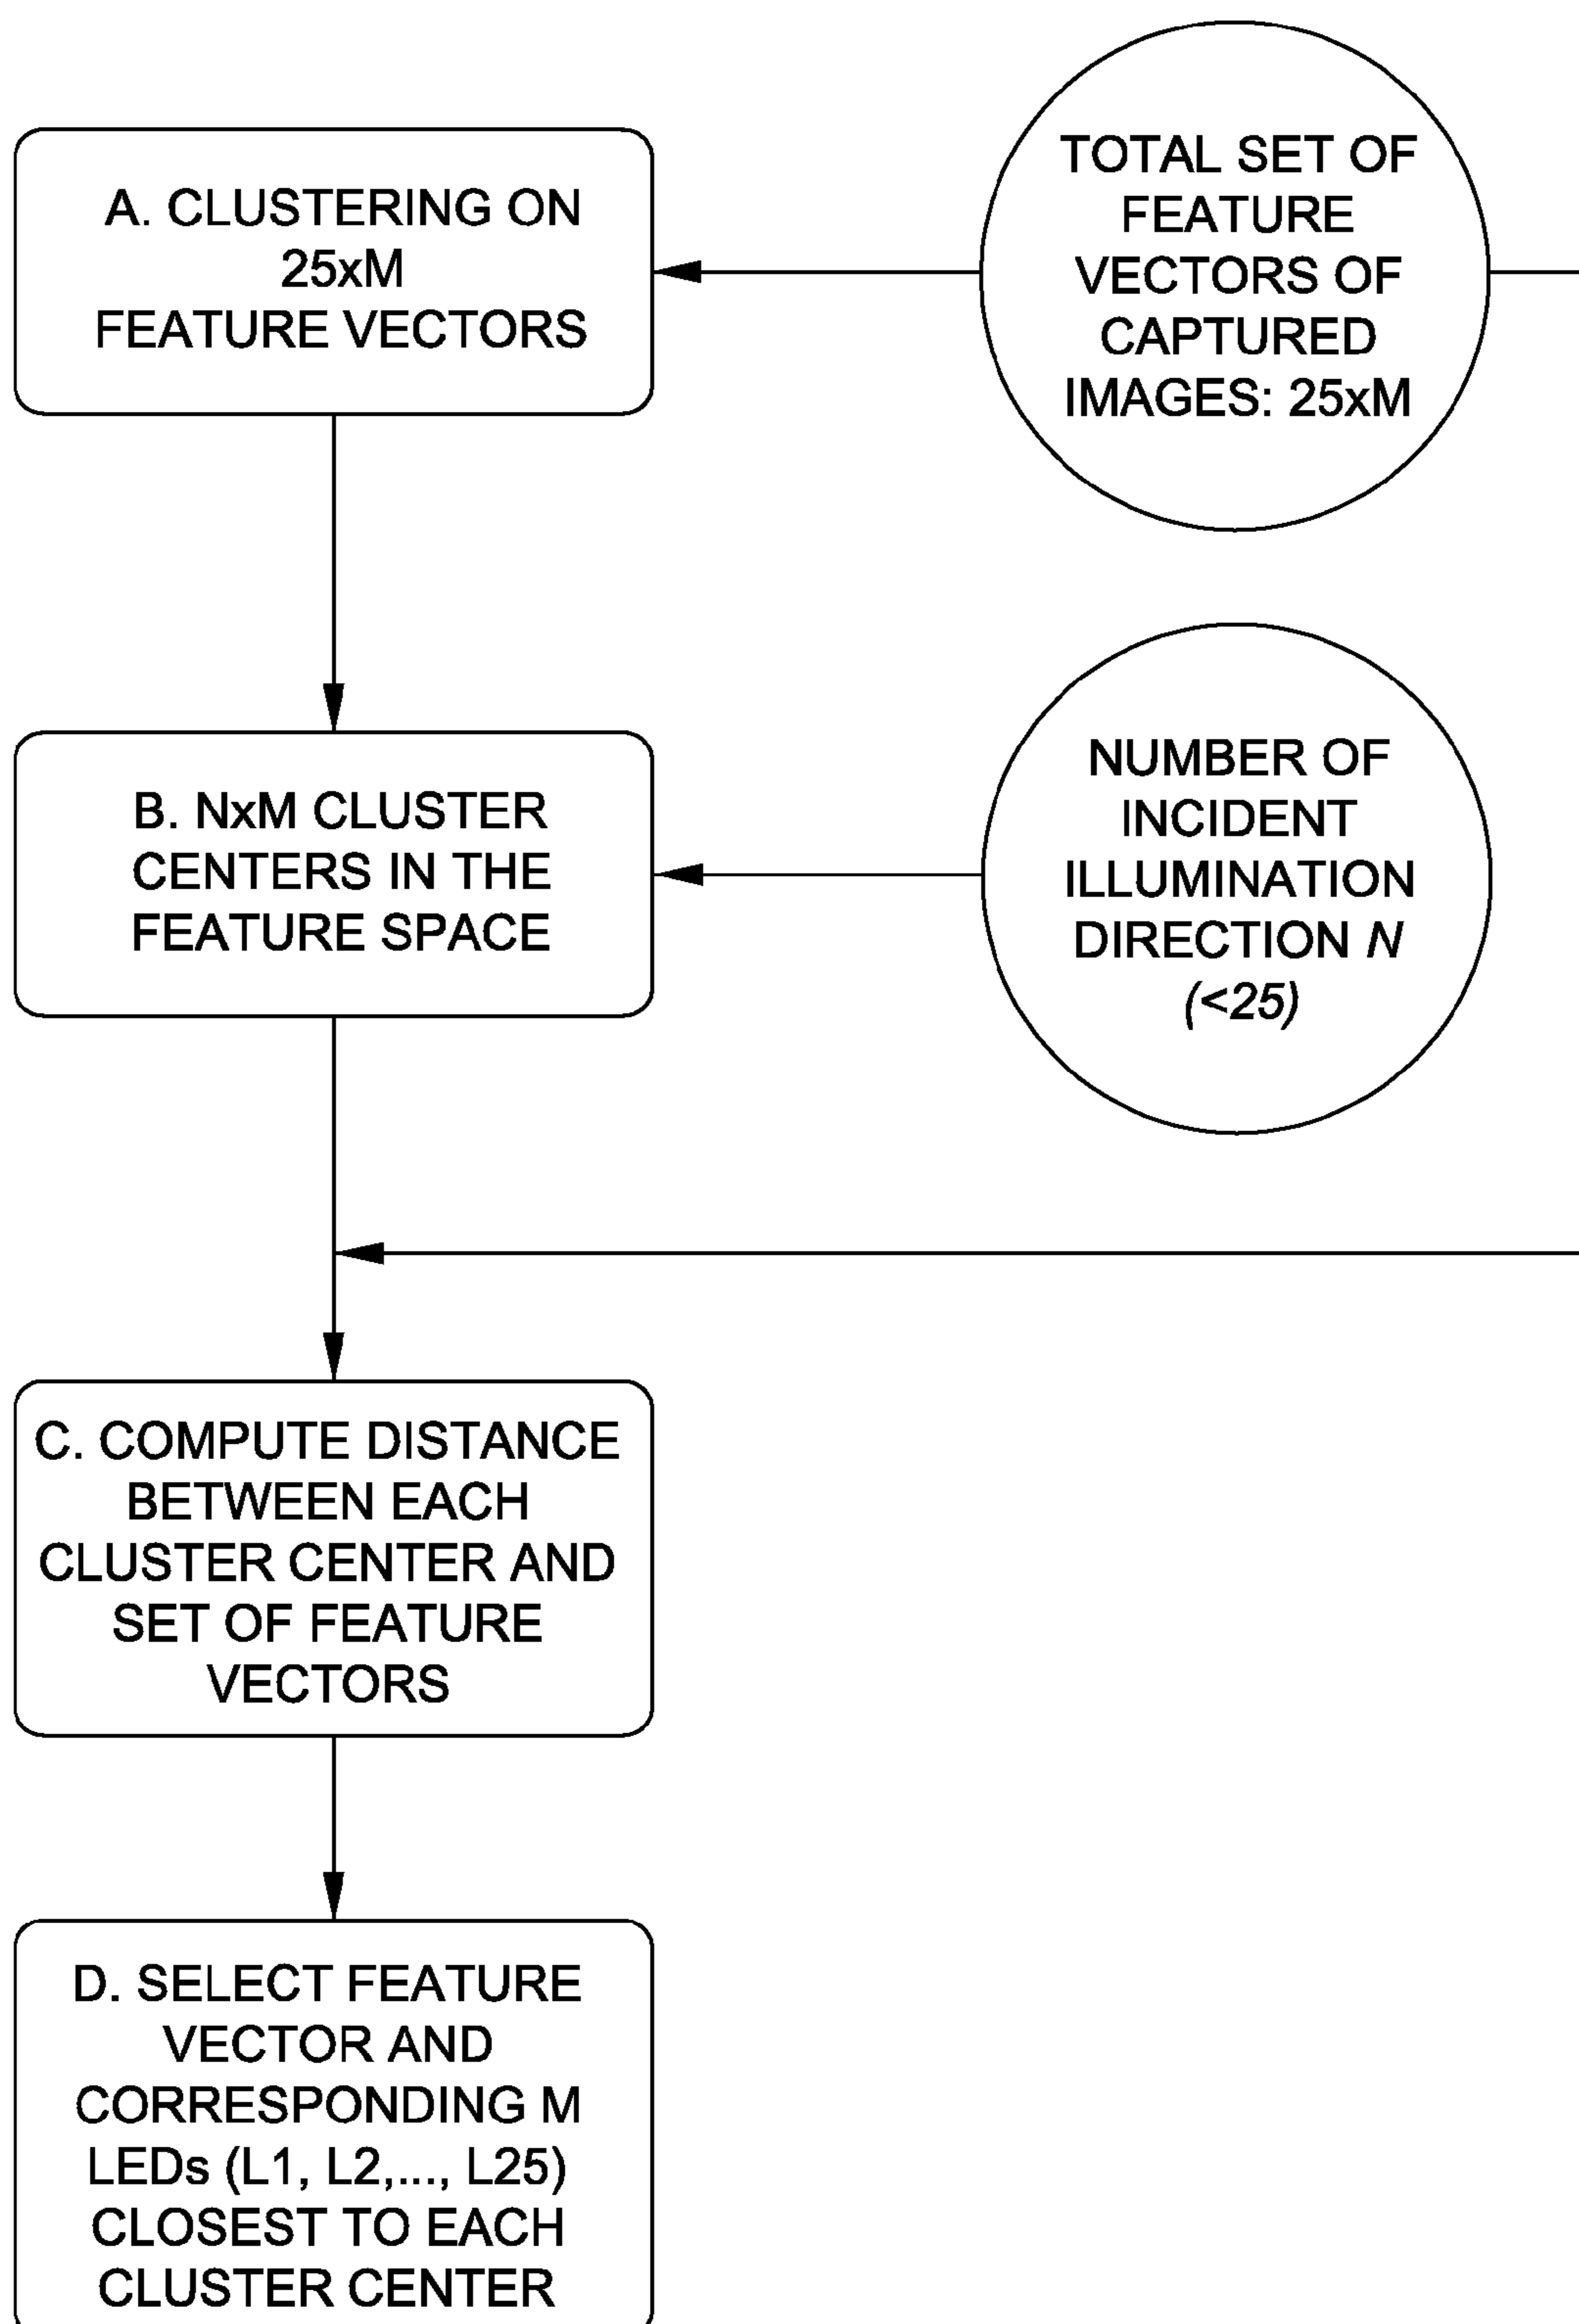 A. CLUSTERING ON
25xM
FEATURE VECTORS
TOTAL SET OF
FEATURE
VECTORS OF
CAPTURED
IMAGES: 25xM
B. NxM CLUSTER
CENTERS IN THE
FEATURE SPACE
NUMBER OF
INCIDENT
ILLUMINATION
DIRECTION N
(<25)
C. COMPUTE DISTANCE
BETWEEN EACH
CLUSTER CENTER AND
SET OF FEATURE
VECTORS
D. SELECT FEATURE
VECTOR AND
CORRESPONDING M
LEDs (L1, L2,..., L25)
CLOSEST TO EACH
CLUSTER CENTER